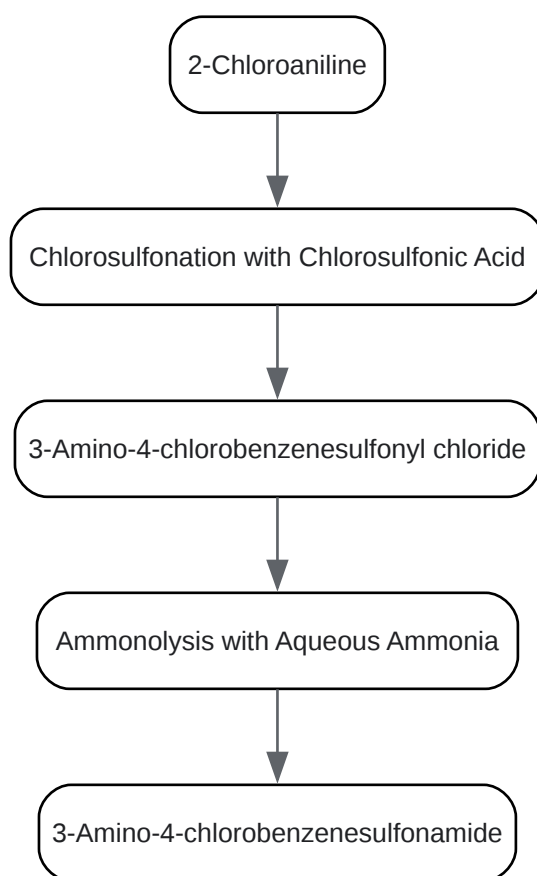 2-Chloroaniline
Chlorosulfonation with Chlorosulfonic Acid
3-Amino-4-chlorobenzenesulfonyl chloride
Ammonolysis with Aqueous Ammonia
3-Amino-4-chlorobenzenesulfonamide